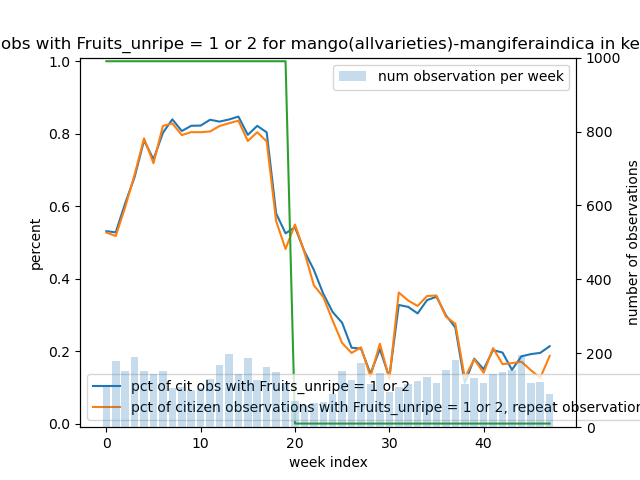 obs with Fruits_unripe = 1 or 2 for mango(allvarieties)-mangiferaindica in ke
num observation per week
1.0
0.8
0.6
0.4
0.2
0.0
percent
1000
800
600
400
200
0
number of observations
pct of cit obs with Fruits_unripe = 1 or 2
pct of citizen observations with Fruits_unripe = 1 or 2, repeat observation
0
10
20
30
40
week index